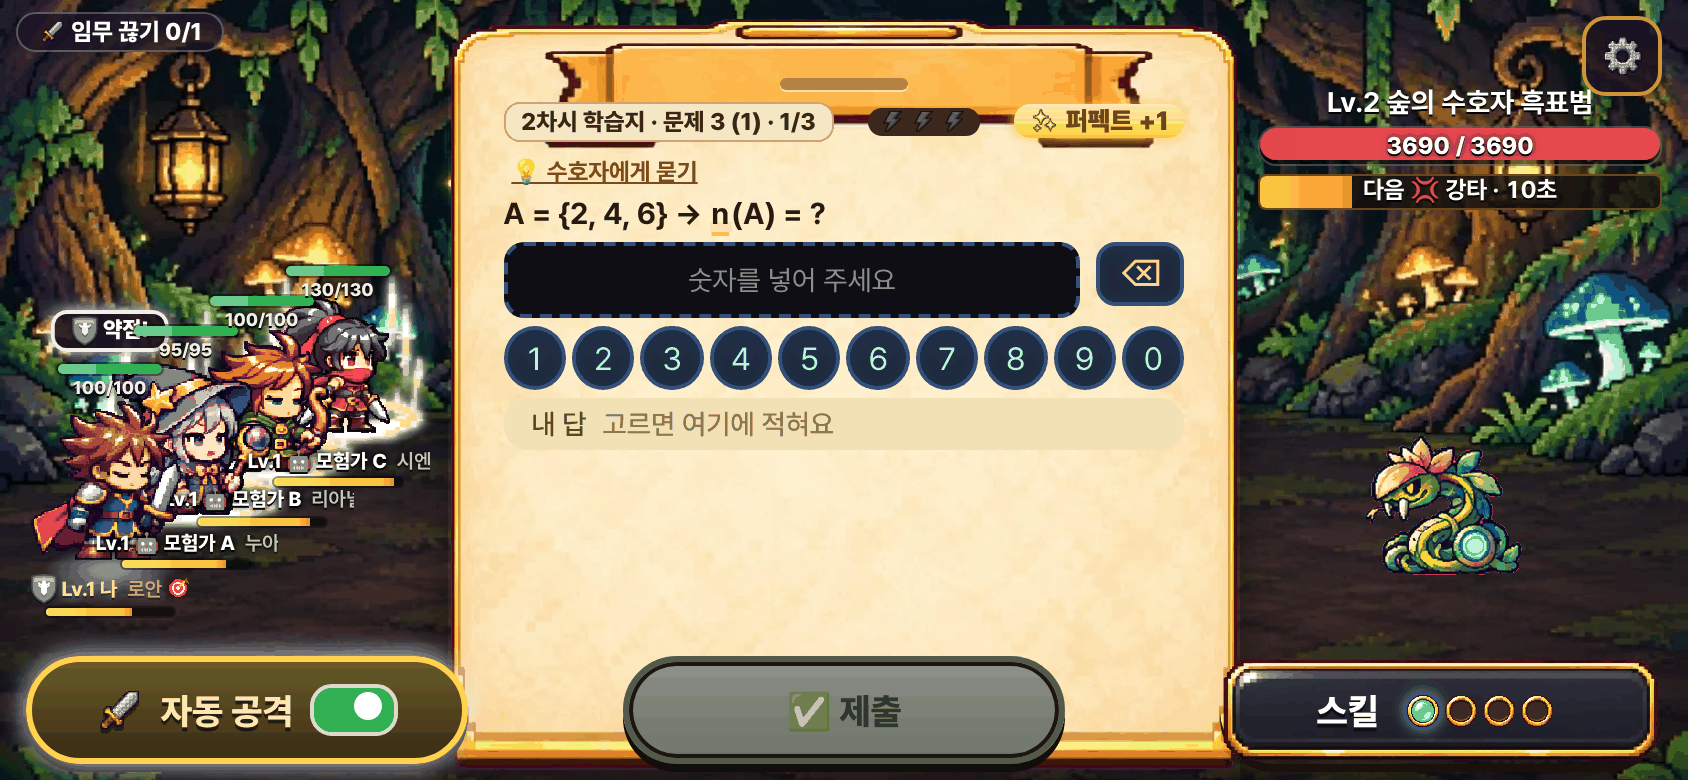 임무 끊기 0/1
2차시 학습지 · 문제 3 (1) · 1/3
퍼펙트 +1
수호자에게 묻기
A = {2, 4, 6} → n(A) = ?
숫자를 넣어 주세요
1 2 3 4 5 6 7 8 9 0
내 답 고르면 여기에 적혀요
Lv.2 숲의 수호자 흑표범
3690 / 3690
다음 강타 · 10초
130/130
100/100
95/95
100/100
Lv.1 모험가 C 시엔
Lv.1 모험가 B
Lv.1 모험가 A 누아
Lv.1 나 로안
자동 공격
제출
스킬